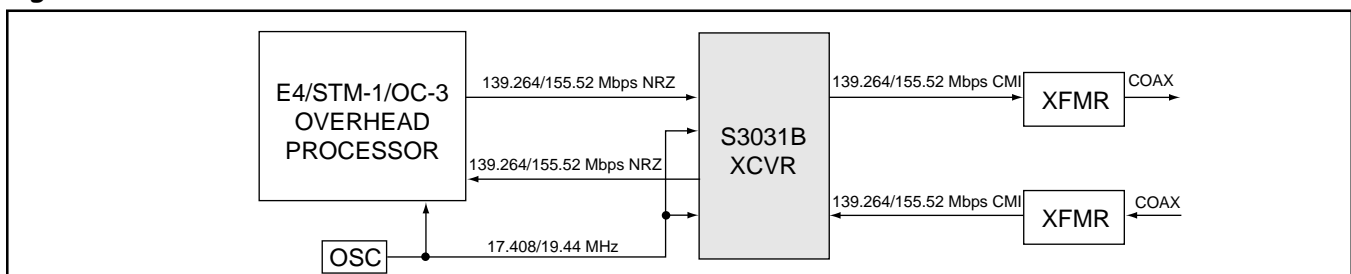 E4/STM-1/OC-3
OVERHEAD
PROCESSOR
139.264/155.52 Mbps NRZ
139.264/155.52 Mbps NRZ
S3031B
XCVR
139.264/155.52 Mbps CMI
XFMR
COAX
139.264/155.52 Mbps CMI
XFMR
COAX
OSC
17.408/19.44 MHz